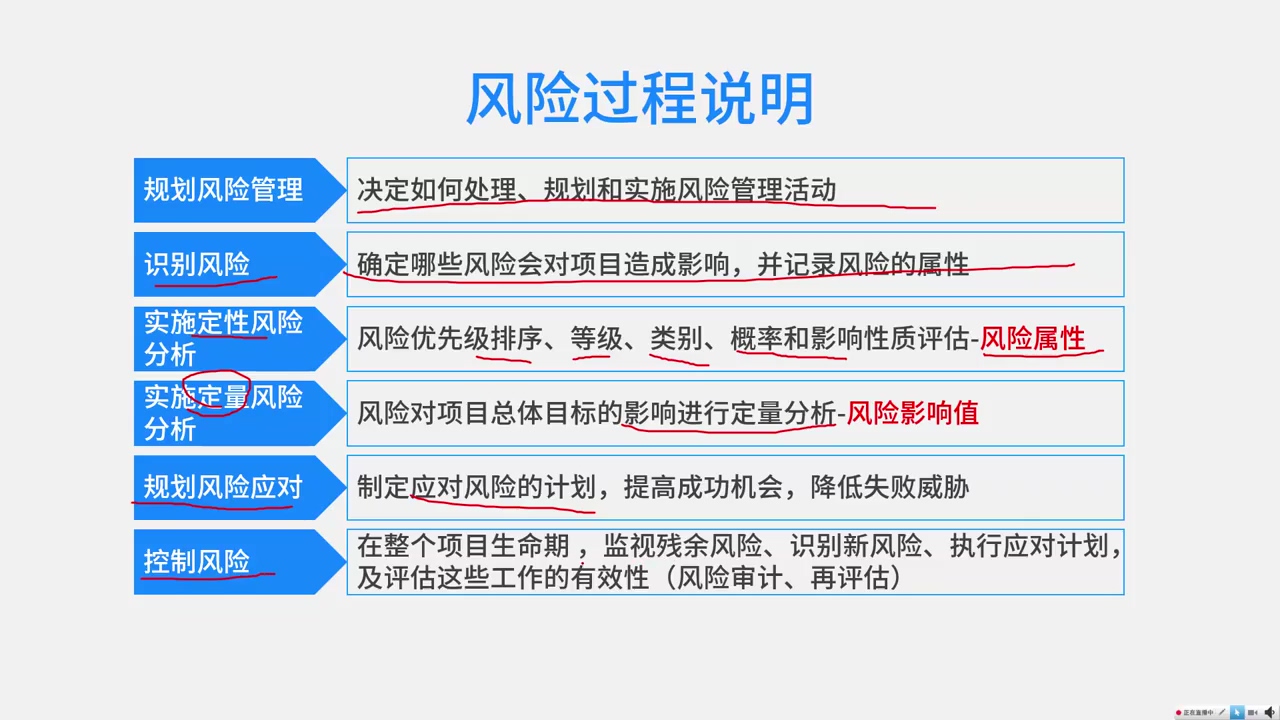 风险过程说明
规划风险管理
决定如何处理、规划和实施风险管理活动
识别风险
确定哪些风险会对项目造成影响，并记录风险的属性
实施定性风险
分析
风险优先级排序、等级、类别、概率和影响性质评估-风险属性
实施定量风险
分析
风险对项目总体目标的影响进行定量分析-风险影响值
规划风险应对
制定应对风险的计划，提高成功机会，降低失败威胁
控制风险
在整个项目生命期，监视残余风险、识别新风险、执行应对计划，
及评估这些工作的有效性（风险审计、再评估）
正在直播中